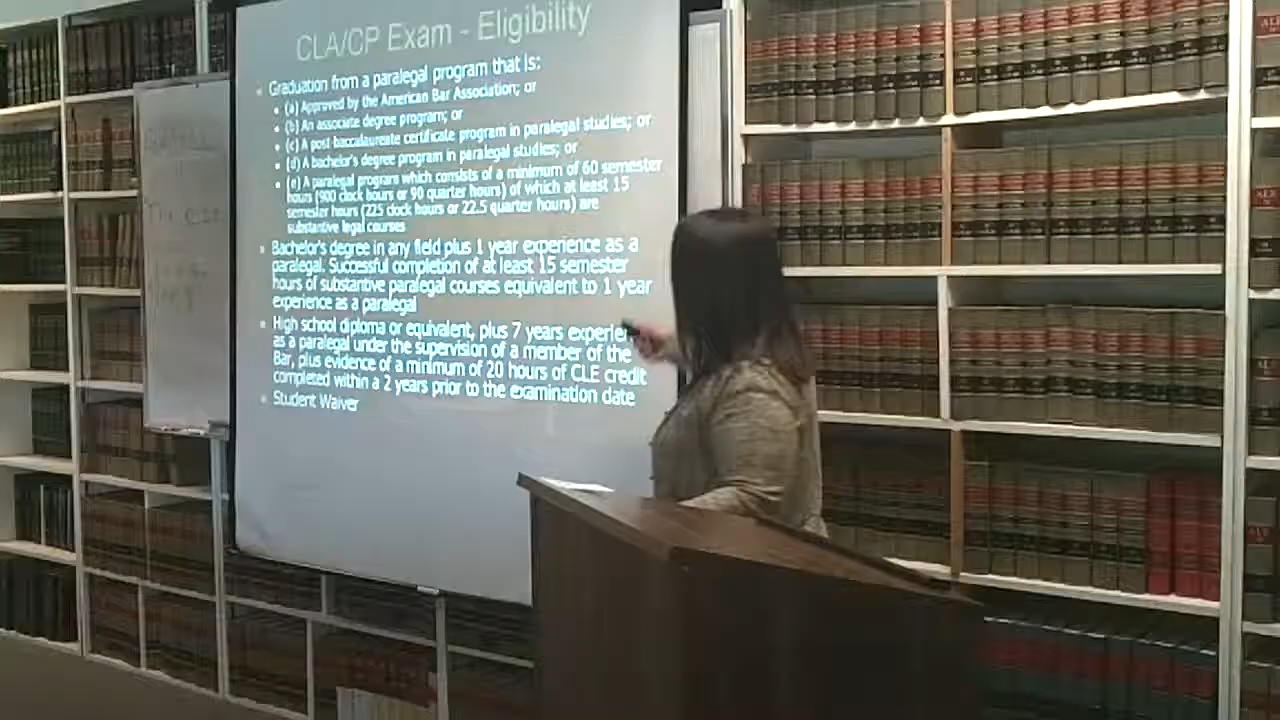 CLA/CP Exam - Eligibility
Graduation from a paralegal program that is:
(a) Approved by the American Bar Association; or
(b) An associate degree program; or
(c) A post-baccalaureate certificate program in paralegal studies; or
(d) A bachelor's degree program in paralegal studies; or
(e) A paralegal program which consists of a minimum of 60 semester
hours (900 clock hours or 90 quarter hours) of which at least 15
semester hours (225 clock hours or 22.5 quarter hours) are
substantive legal courses
Bachelor's degree in any field plus 1 year experience as a
paralegal. Successful completion of at least 15 semester
hours of substantive paralegal courses equivalent to 1 year
experience as a paralegal
High school diploma or equivalent, plus 7 years experien
as a paralegal under the supervision of a member of the
Bar, plus evidence of a minimum of 20 hours of CLE credit
completed within a 2 years prior to the examination date
Student Waiver